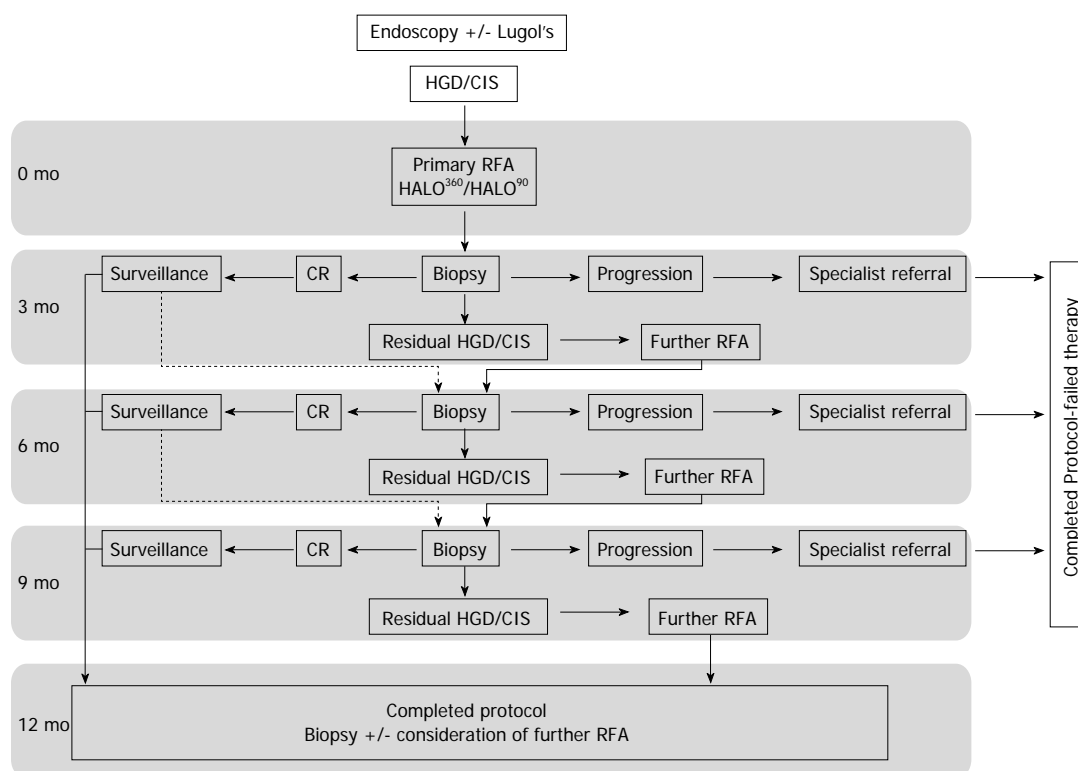 Endoscopy +/- Lugol's
HGD/CIS
0 mo
Primary RFA
HALO360/HALO90
3 mo
Surveillance
CR
Biopsy
Progression
Specialist referral
Residual HGD/CIS
Further RFA
6 mo
Surveillance
CR
Biopsy
Progression
Specialist referral
Residual HGD/CIS
Further RFA
9 mo
Surveillance
CR
Biopsy
Progression
Specialist referral
Residual HGD/CIS
Further RFA
Completed Protocol-failed therapy
12 mo
Completed protocol
Biopsy +/- consideration of further RFA